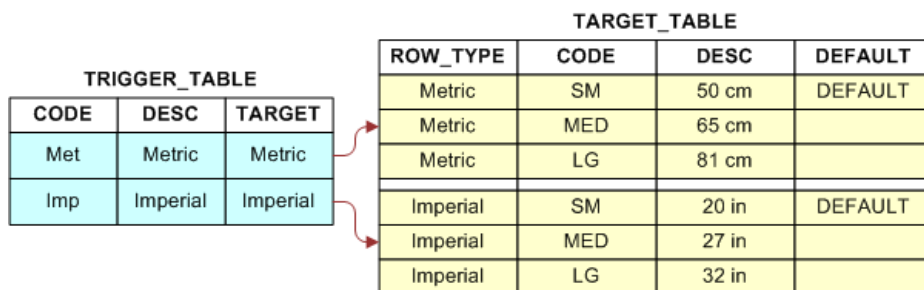 TARGET_TABLE
ROW_TYPE CODE DESC DEFAULT
Metric SM 50 cm DEFAULT
Metric MED 65 cm
Metric LG 81 cm
Imperial SM 20 in DEFAULT
Imperial MED 27 in
Imperial LG 32 in
TRIGGER_TABLE
CODE DESC TARGET
Met Metric Metric
Imp Imperial Imperial